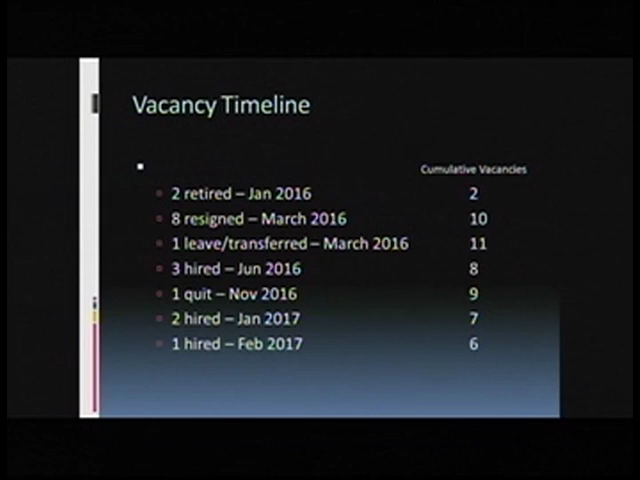 Vacancy Timeline
Cumulative Vacancies
2 retired – Jan 2016 2
8 resigned – March 2016 10
1 leave/transferred – March 2016 11
3 hired – Jun 2016 8
1 quit – Nov 2016 9
2 hired – Jan 2017 7
1 hired – Feb 2017 6